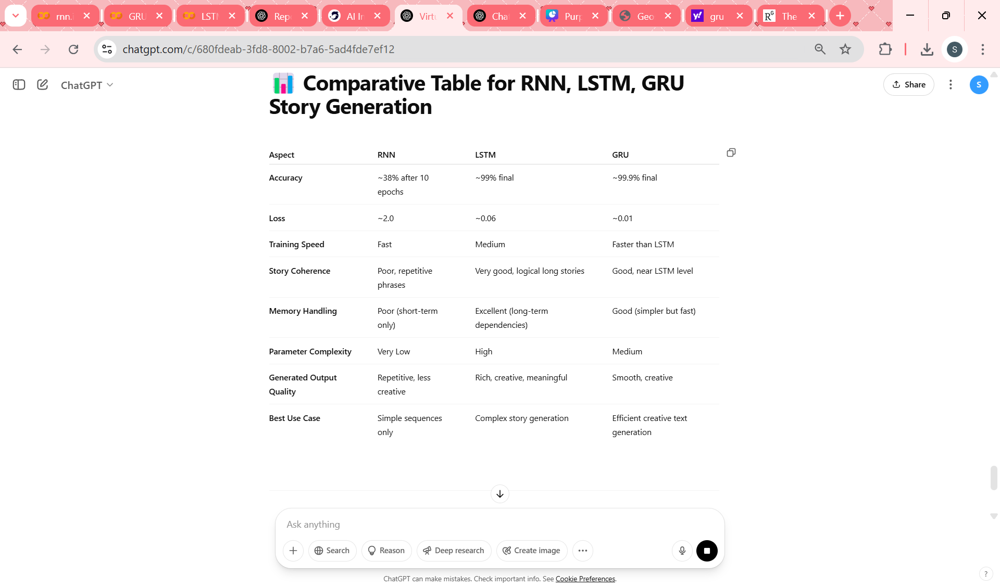 rnn.
GRU
LSTM
Rep
AI In
Virtu
Cha
Purp
Geo
gru
The
chatgpt.com/c/680fdeab-3fd8-8002-b7a6-5ad4fde7ef12
S
ChatGPT
Share
S
Comparative Table for RNN, LSTM, GRU
Story Generation
Aspect RNN LSTM GRU
Accuracy ~38% after 10 epochs ~99% final ~99.9% final
Loss ~2.0 ~0.06 ~0.01
Training Speed Fast Medium Faster than LSTM
Story Coherence Poor, repetitive phrases Very good, logical long stories Good, near LSTM level
Memory Handling Poor (short-term only) Excellent (long-term dependencies) Good (simpler but fast)
Parameter Complexity Very Low High Medium
Generated Output Quality Repetitive, less creative Rich, creative, meaningful Smooth, creative
Best Use Case Simple sequences only Complex story generation Efficient creative text generation
Ask anything
Search Reason Deep research Create image
ChatGPT can make mistakes. Check important info. See Cookie Preferences.
?